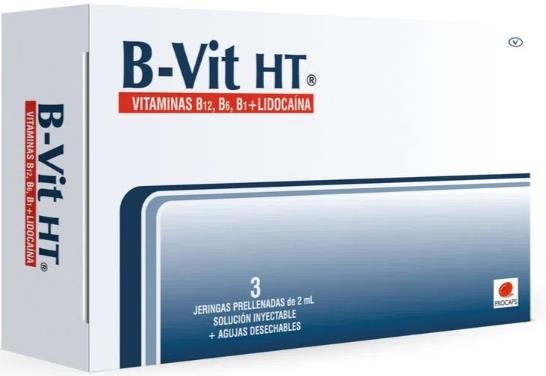 B-Vit HT®
VITAMINAS B12, B6, B1+LIDOCAÍNA
B-Vit HT®
VITAMINAS B12, B6, B1+LIDOCAÍNA
V
3
JERINGAS PRELLENADAS de 2 mL
SOLUCIÓN INYECTABLE
+ AGUJAS DESECHABLES
PROCAPS